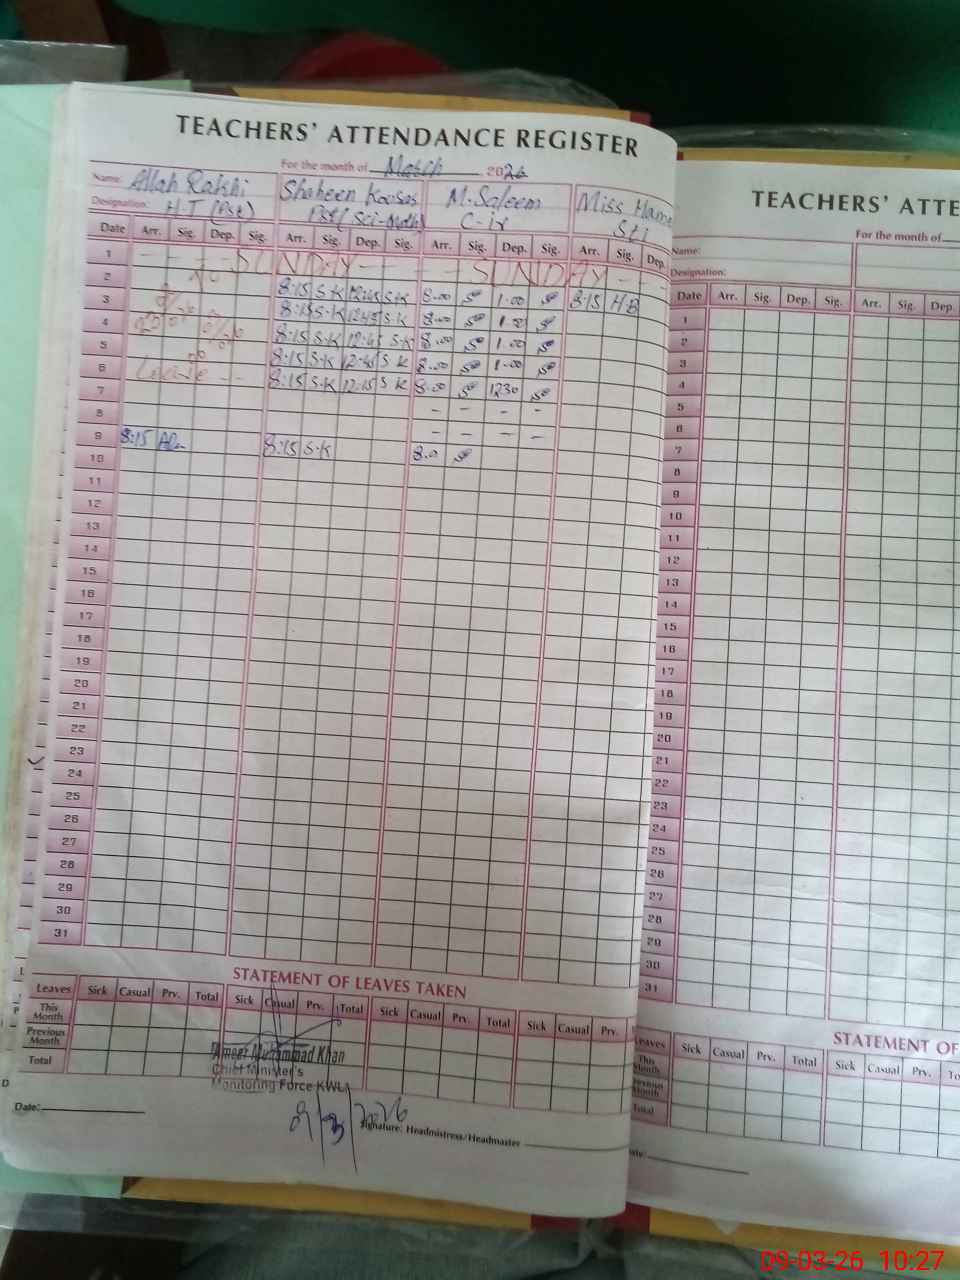 TEACHERS' ATTENDANCE REGISTER
For the month of March 2026
Name: Allah Rakhi Shaheen Koosar M. Saleem Miss Hame
Designation: H-T (Pst) Pst (Sci-Math) C-iv
Date Arr. Sig. Dep. Sig. Arr. Sig. Dep. Sig. Arr. Sig. Dep. Sig. Arr. Sig. Dep.
1 SUNDAY SUNDAY
2 8:15 S-K 12:45 S-K 8.00 1.00 8:15 H-B
3 8:15 S-K 12:45 S-K 8.00 1.00
4 8:15 S-K 12:45 S-K 8.00 1.00
5 8:15 S-K 12:45 S K 8.00 1.00
6 Leave 8:15 S-K 12:15 S K 8.00 1230
7 - - - -
8 - - - -
9 8:15 8:15 S-K 8.0
10
11
12
13
14
15
16
17
18
19
20
21
22
23
24
25
26
27
28
29
30
31
STATEMENT OF LEAVES TAKEN
Leaves Sick Casual Prv. Total Sick Casual Prv. Total Sick Casual Prv. Total Sick Casual Prv.
This Month
Previous Month
Total
Ameer Muhammad Khan
Chief Minister's
Monitoring Force KWL
Date:
9/3/2026
Signature: Headmistress/Headmaster
TEACHERS' ATTE
For the month of
Name:
Designation:
Date Arr. Sig. Dep. Sig. Arr. Sig. Dep.
1
2
3
4
5
6
7
8
9
10
11
12
13
14
15
16
17
18
19
20
21
22
23
24
25
26
27
28
29
30
31
STATEMENT OF
Leaves Sick Casual Prv. Total Sick Casual Prv. To
This Month
Previous Month
Total
Date:
09-03-26 10:27